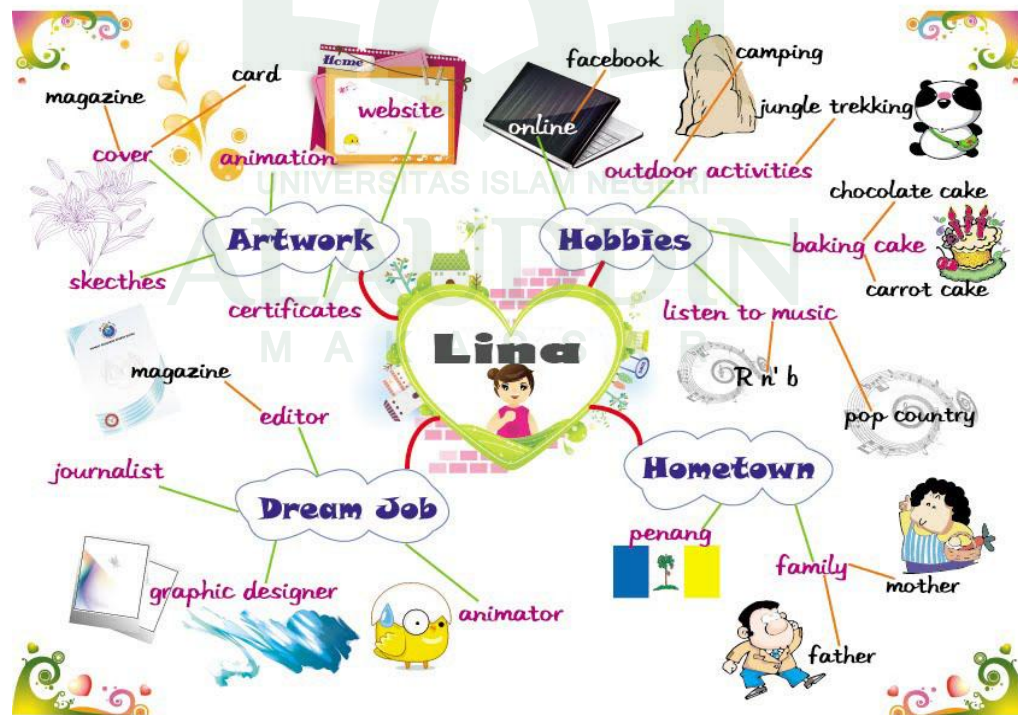 Home
facebook
camping
card
magazine
website
jungle trekking
online
cover
animation
outdoor activities
UNIVERSITAS ISLAM NEGERI
chocolate cake
Artwork
Hobbies
baking cake
ALAUDDIN
skecthes
carrot cake
certificates
listen to music
Lina
MAKASSAR
magazine
R n' b
editor
pop country
journalist
Hometown
Dream Job
penang
family
mother
graphic designer
animator
father